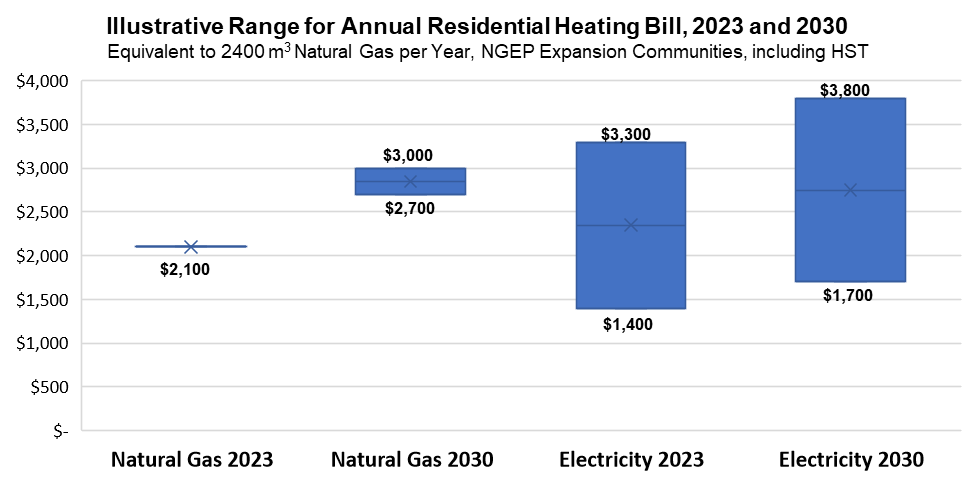 Illustrative Range for Annual Residential Heating Bill, 2023 and 2030
Equivalent to 2400 m³ Natural Gas per Year, NGEP Expansion Communities, including HST
$4,000
$3,500
$3,000
$2,500
$2,000
$1,500
$1,000
$500
$-
$2,100
$3,000
$2,700
$3,300
$1,400
$3,800
$1,700
Natural Gas 2023
Natural Gas 2030
Electricity 2023
Electricity 2030